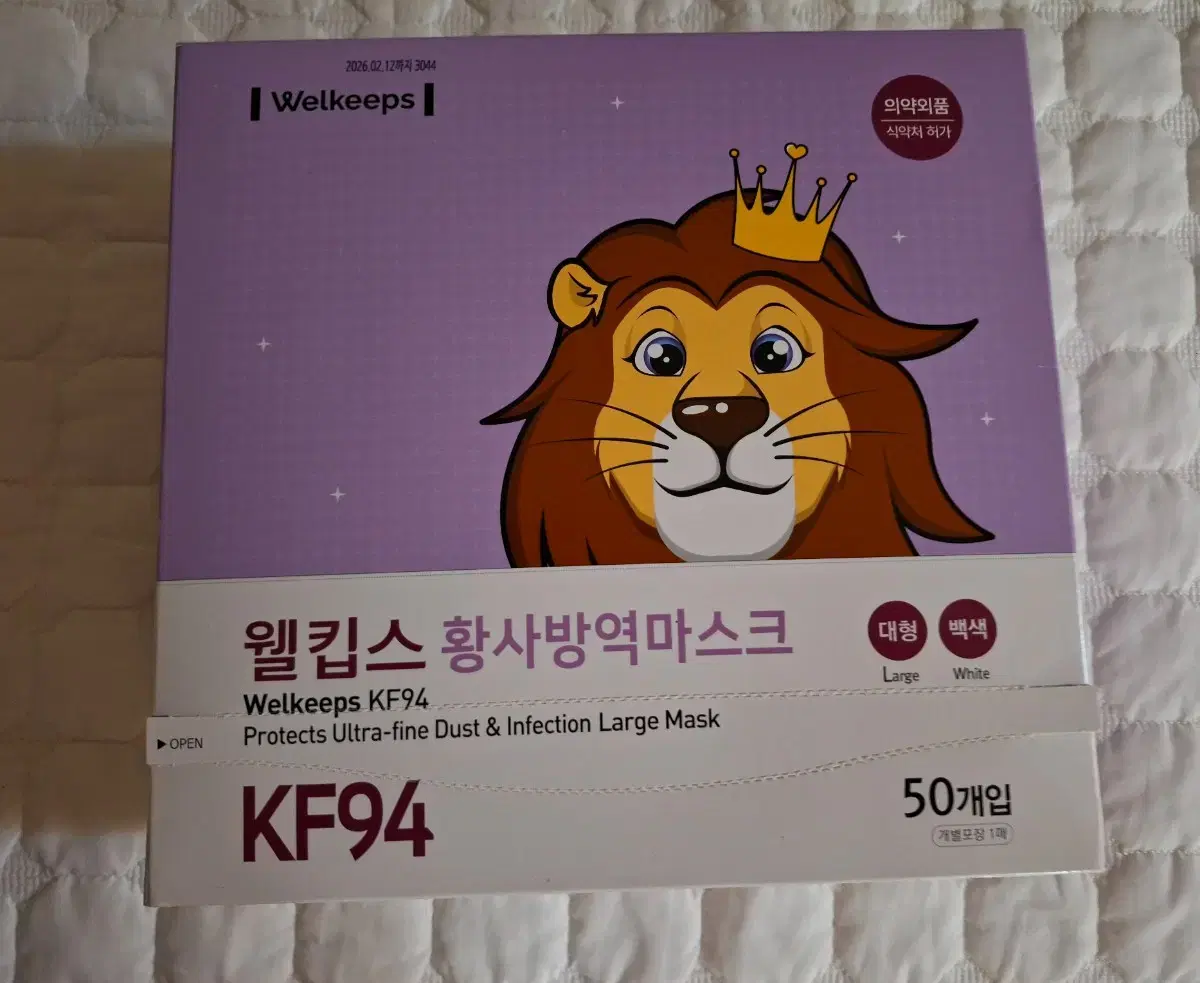 2026.02.12까지 3044
Welkeeps
의약외품
식약처 허가
웰킵스 황사방역마스크
대형
Large
백색
White
Welkeeps KF94
Protects Ultra-fine Dust & Infection Large Mask
▶ OPEN
KF94
50개입
개별포장 1매